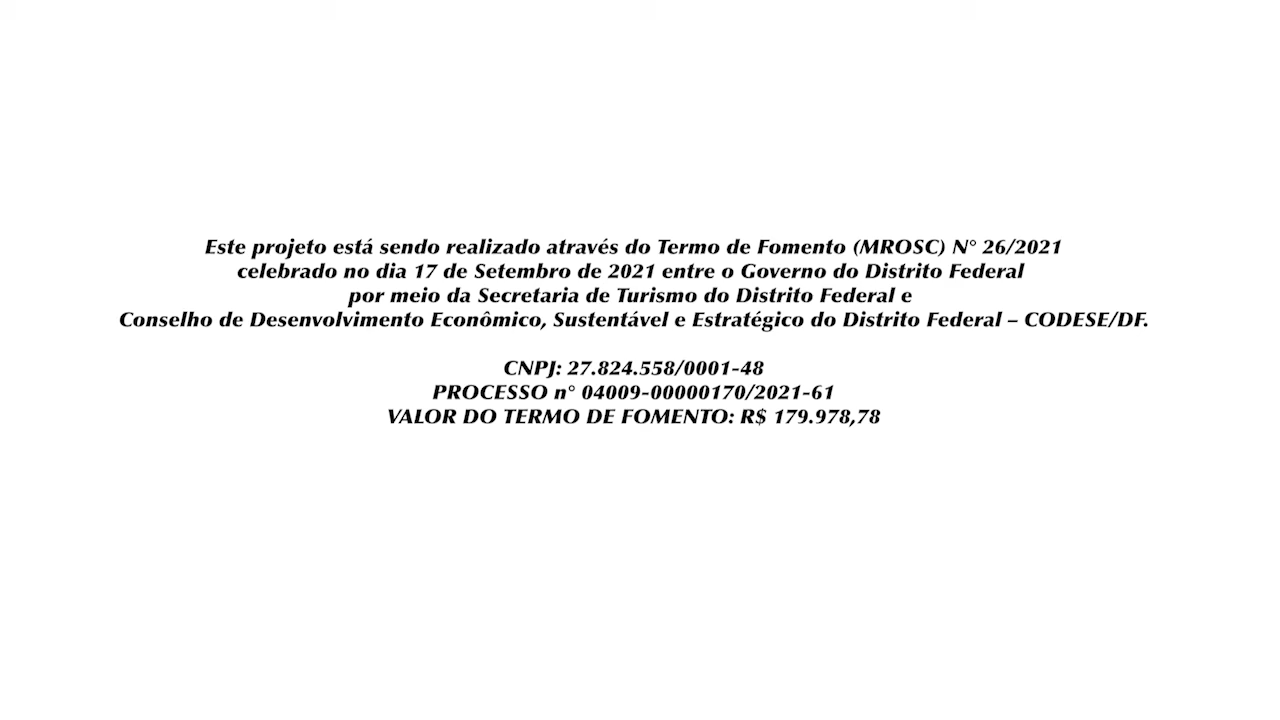 Este projeto está sendo realizado através do Termo de Fomento (MROSC) N° 26/2021
celebrado no dia 17 de Setembro de 2021 entre o Governo do Distrito Federal
por meio da Secretaria de Turismo do Distrito Federal e
Conselho de Desenvolvimento Econômico, Sustentável e Estratégico do Distrito Federal – CODESE/DF.
CNPJ: 27.824.558/0001-48
PROCESSO n° 04009-00000170/2021-61
VALOR DO TERMO DE FOMENTO: R$ 179.978,78